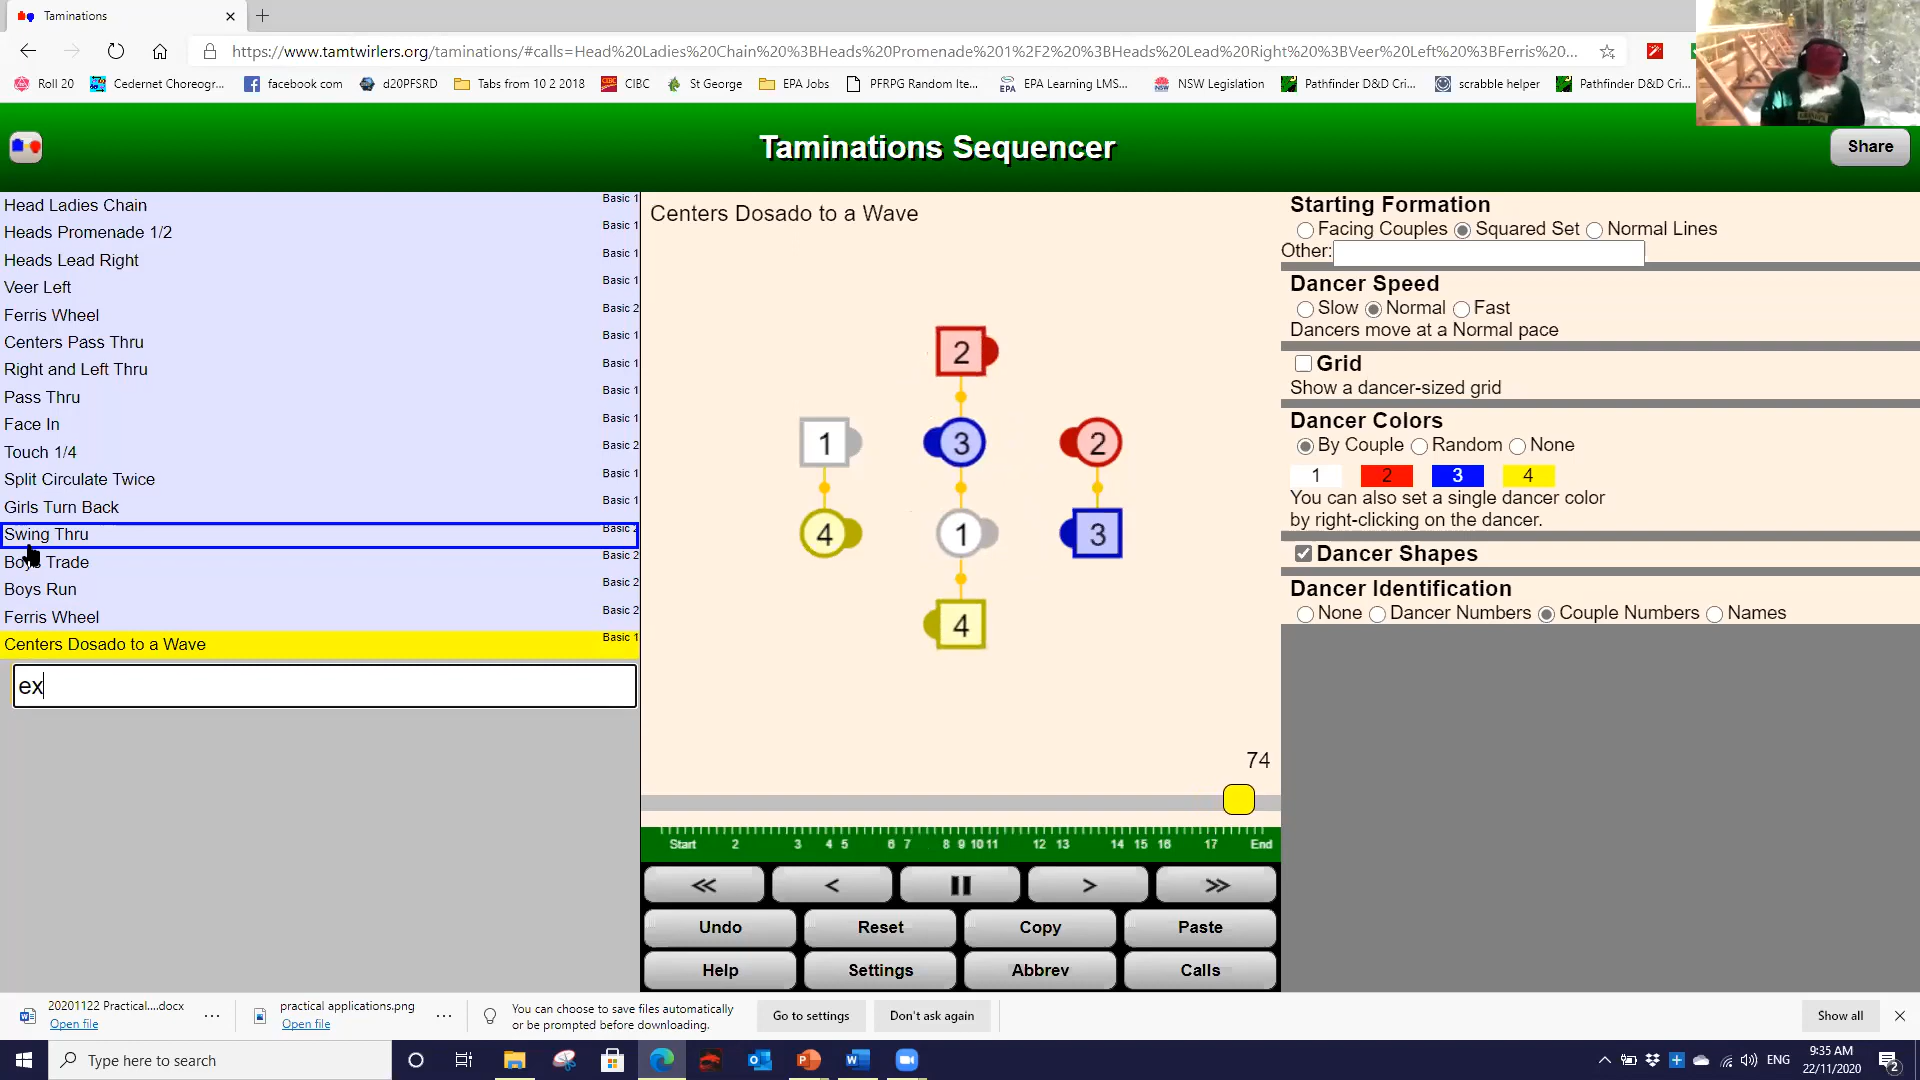 Taminations
https://www.tamtwirlers.org/taminations/#calls=Head%20Ladies%20Chain%20%3BHeads%20Promenade%201%2F2%20%3BHeads%20Lead%20Right%20%3BVeer%20Left%20%3BFerris%20...
Roll 20
Cedernet Choreogr...
facebook.com
d20PFSRD
Tabs from 10 2 2018
CIBC
St George
EPA Jobs
PFRPG Random Ite...
EPA Learning LMS...
NSW Legislation
Pathfinder D&D Cri...
scrabble helper
Pathfinder D&D Cri...
Taminations Sequencer
Share
Head Ladies Chain Basic 1
Heads Promenade 1/2 Basic 1
Heads Lead Right Basic 1
Veer Left Basic 1
Ferris Wheel Basic 2
Centers Pass Thru Basic 1
Right and Left Thru Basic 1
Pass Thru Basic 1
Face In Basic 1
Touch 1/4 Basic 2
Split Circulate Twice Basic 1
Girls Turn Back Basic 1
Swing Thru Basic 2
Boys Trade Basic 2
Boys Run Basic 2
Ferris Wheel Basic 2
Centers Dosado to a Wave Basic 1
ex
Centers Dosado to a Wave
2
1 3 2
4 1 3
4
74
Start 2 3 4 5 6 7 8 9 10 11 12 13 14 15 16 17 End
<< < >  >>
Undo Reset Copy Paste
Help Settings Abbrev Calls
Starting Formation
Facing Couples Squared Set Normal Lines
Other:
Dancer Speed
Slow Normal Fast
Dancers move at a Normal pace
Grid
Show a dancer-sized grid
Dancer Colors
By Couple Random None
1 2 3 4
You can also set a single dancer color
by right-clicking on the dancer.
Dancer Shapes
Dancer Identification
None Dancer Numbers Couple Numbers Names
20201122 Practical....docx
Open file
practical applications.png
Open file
You can choose to save files automatically
or be prompted before downloading.
Go to settings
Don't ask again
Show all
Type here to search
ENG
9:35 AM
22/11/2020
2